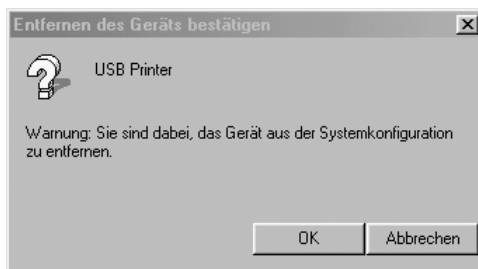 Entfernen des Geräts bestätigen
USB Printer
Warnung: Sie sind dabei, das Gerät aus der Systemkonfiguration
zu entfernen.
OK
Abbrechen